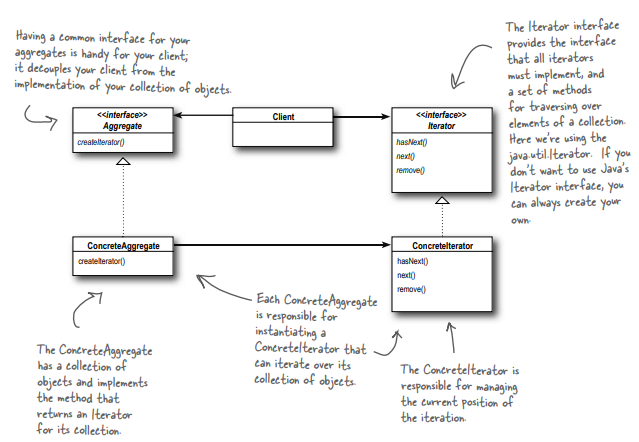 Having a common interface for your
aggregates is handy for your client;
it decouples your client from the
implementation of your collection of objects.
The Iterator interface
provides the interface
that all iterators
must implement, and
a set of methods
for traversing over
elements of a collection.
Here we're using the
java.util.Iterator. If you
don't want to use Java's
Iterator interface, you
can always create your
own.
<<interface>>
Aggregate
createIterator()
Client
<<interface>>
Iterator
hasNext()
next()
remove()
ConcreteAggregate
createIterator()
ConcreteIterator
hasNext()
next()
remove()
Each ConcreteAggregate
is responsible for
instantiating a
ConcreteIterator that
can iterate over its
collection of objects.
The ConcreteAggregate
has a collection of
objects and implements
the method that
returns an Iterator
for its collection.
The ConcreteIterator is
responsible for managing
the current position of
the iteration.